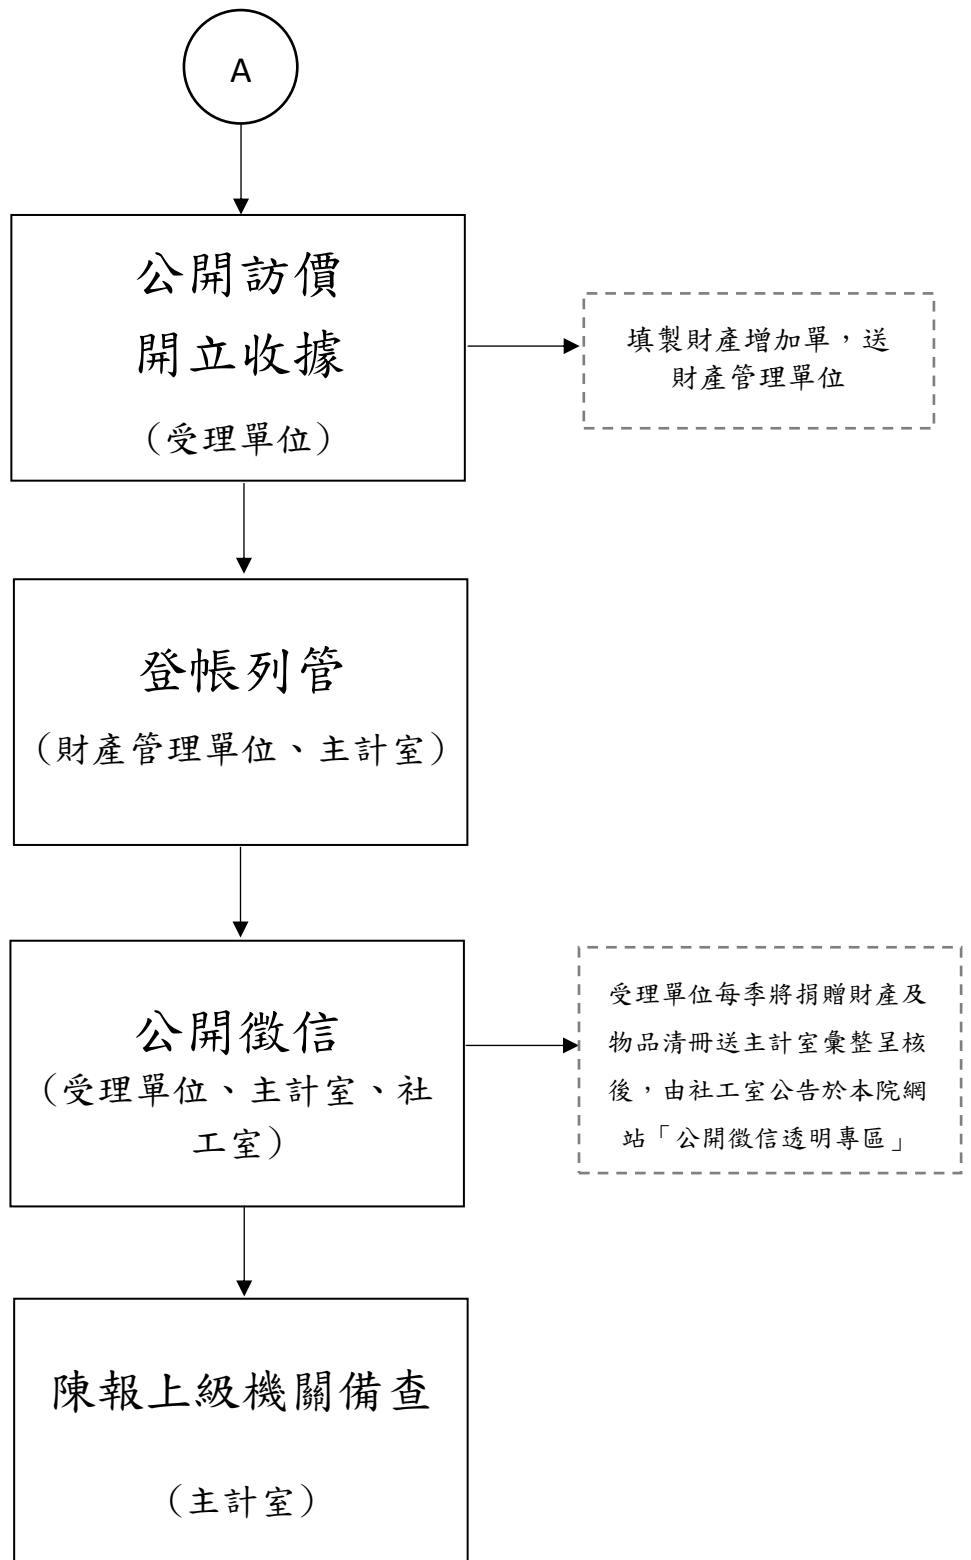 A
公開訪價
開立收據
（受理單位）
填製財產增加單，送
財產管理單位
登帳列管
（財產管理單位、主計室）
公開徵信
（受理單位、主計室、社
工室）
受理單位每季將捐贈財產及
物品清冊送主計室彙整呈核
後，由社工室公告於本院網
站「公開徵信透明專區」
陳報上級機關備查
（主計室）